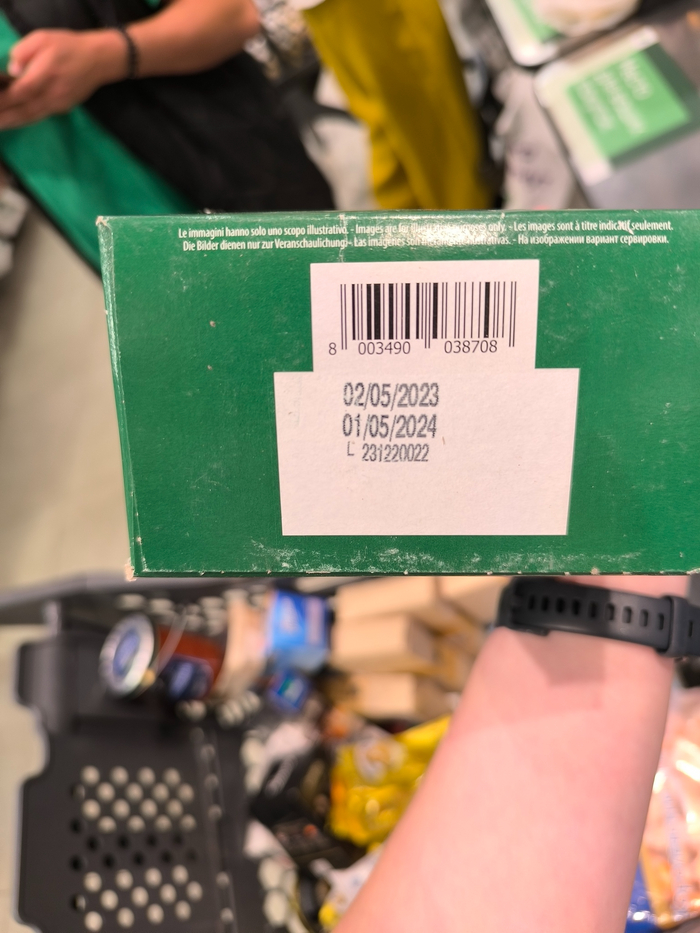 Le immagini hanno solo uno scopo illustrativo. - Images are for illustrative purposes only. - Les images sont à titre indicatif seulement.
Die Bilder dienen nur zur Veranschaulichung. - Las imágenes son meramente ilustrativas. - На изображении вариант сервировки.
8 003490 038708
02/05/2023
01/05/2024
L 231220022